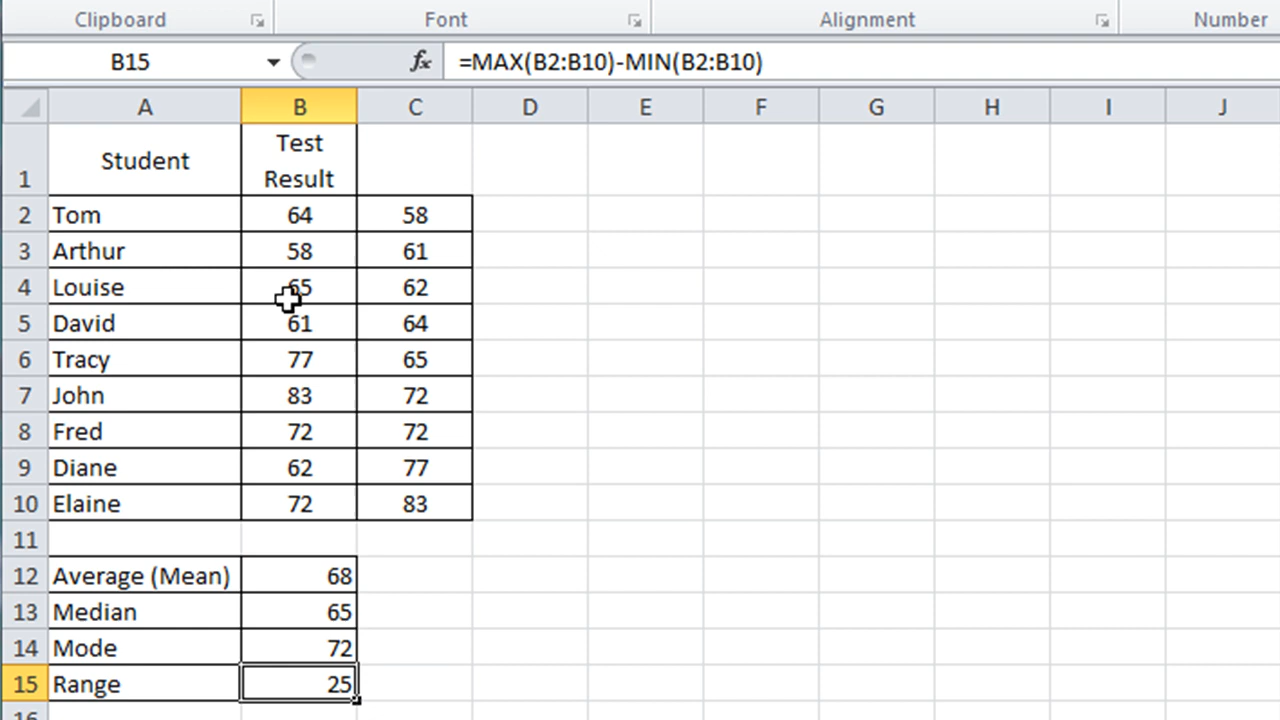 Clipboard Font Alignment Number
B15 fx =MAX(B2:B10)-MIN(B2:B10)
A B C D E F G H I J
1 Student Test Result
2 Tom 64 58
3 Arthur 58 61
4 Louise 65 62
5 David 61 64
6 Tracy 77 65
7 John 83 72
8 Fred 72 72
9 Diane 62 77
10 Elaine 72 83
11
12 Average (Mean) 68
13 Median 65
14 Mode 72
15 Range 25
16